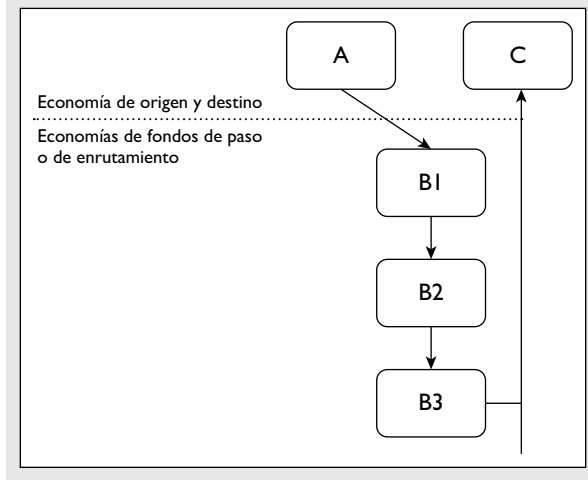 A
C
Economía de origen y destino
Economías de fondos de paso
o de enrutamiento
B1
B2
B3